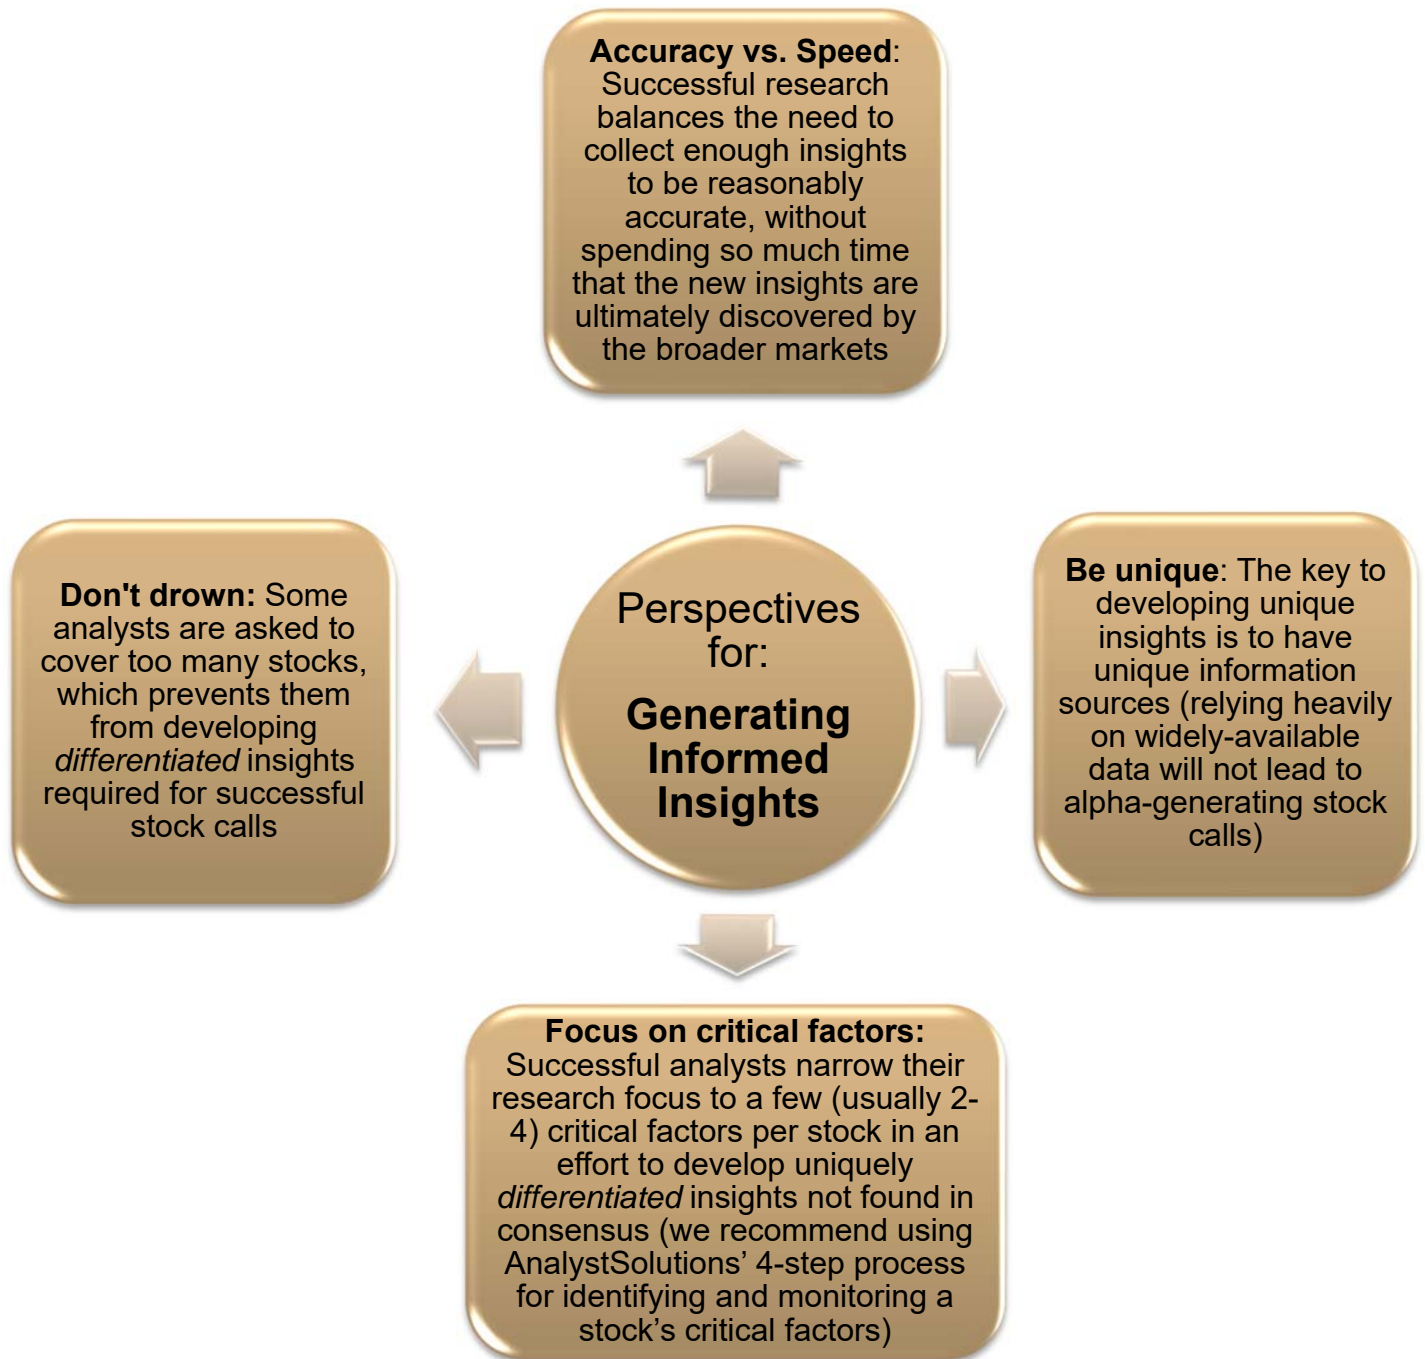 Accuracy vs. Speed:
Successful research
balances the need to
collect enough insights
to be reasonably
accurate, without
spending so much time
that the new insights are
ultimately discovered by
the broader markets
Don't drown: Some
analysts are asked to
cover too many stocks,
which prevents them
from developing
differentiated insights
required for successful
stock calls
Perspectives
for:
Generating
Informed
Insights
Be unique: The key to
developing unique
insights is to have
unique information
sources (relying heavily
on widely-available
data will not lead to
alpha-generating stock
calls)
Focus on critical factors:
Successful analysts narrow their
research focus to a few (usually 2-
4) critical factors per stock in an
effort to develop uniquely
differentiated insights not found in
consensus (we recommend using
AnalystSolutions’ 4-step process
for identifying and monitoring a
stock’s critical factors)